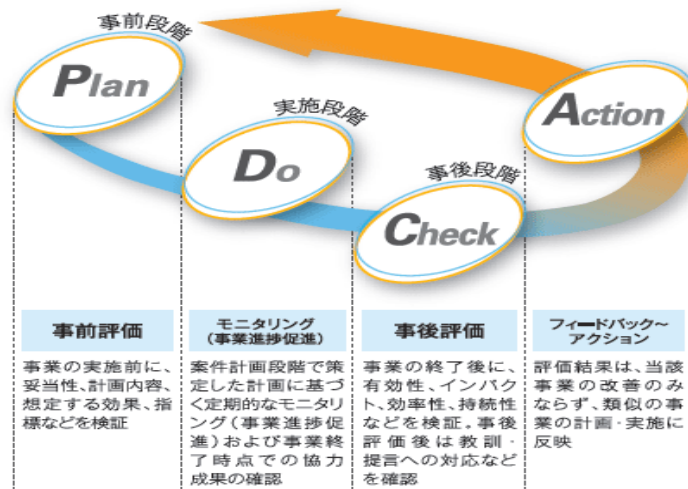 事前段階
Plan
実施段階
Do
事後段階
Check
Action
事前評価
事業の実施前に、
妥当性、計画内容、
想定する効果、指
標などを検証
モニタリング
(事業進捗促進)
案件計画段階で策
定した計画に基づ
く定期的なモニタリ
ング(事業進捗促
進)および事業終
了時点での協力
成果の確認
事後評価
事業の終了後に、
有効性、インパク
ト、効率性、持続性
などを検証。事後
評価後は教訓・
提言への対応など
を確認
フィードバック〜
アクション
評価結果は、当該
事業の改善のみ
ならず、類似の事
業の計画・実施に
反映